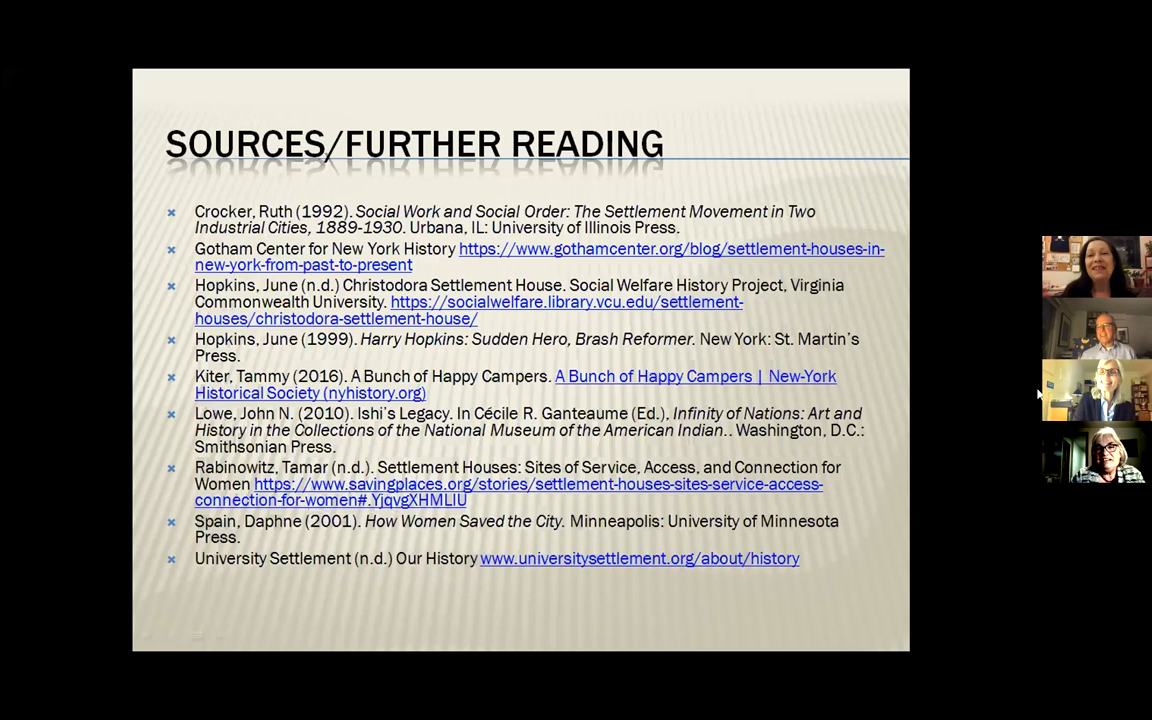 SOURCES/FURTHER READING
Crocker, Ruth (1992). Social Work and Social Order: The Settlement Movement in Two
Industrial Cities, 1889-1930. Urbana, IL: University of Illinois Press.
Gotham Center for New York History https://www.gothamcenter.org/blog/settlement-houses-in-
new-york-from-past-to-present
Hopkins, June (n.d.) Christodora Settlement House. Social Welfare History Project, Virginia
Commonwealth University. https://socialwelfare.library.vcu.edu/settlement-
houses/christodora-settlement-house/
Hopkins, June (1999). Harry Hopkins: Sudden Hero, Brash Reformer. New York: St. Martin's
Press.
Kiter, Tammy (2016). A Bunch of Happy Campers. A Bunch of Happy Campers | New-York
Historical Society (nyhistory.org)
Lowe, John N. (2010). Ishi's Legacy. In Cécile R. Ganteaume (Ed.), Infinity of Nations: Art and
History in the Collections of the National Museum of the American Indian.. Washington, D.C.:
Smithsonian Press.
Rabinowitz, Tamar (n.d.). Settlement Houses: Sites of Service, Access, and Connection for
Women https://www.savingplaces.org/stories/settlement-houses-sites-service-access-
connection-for-women#.YjqvgXHMLIU
Spain, Daphne (2001). How Women Saved the City. Minneapolis: University of Minnesota
Press.
University Settlement (n.d.) Our History www.universitysettlement.org/about/history